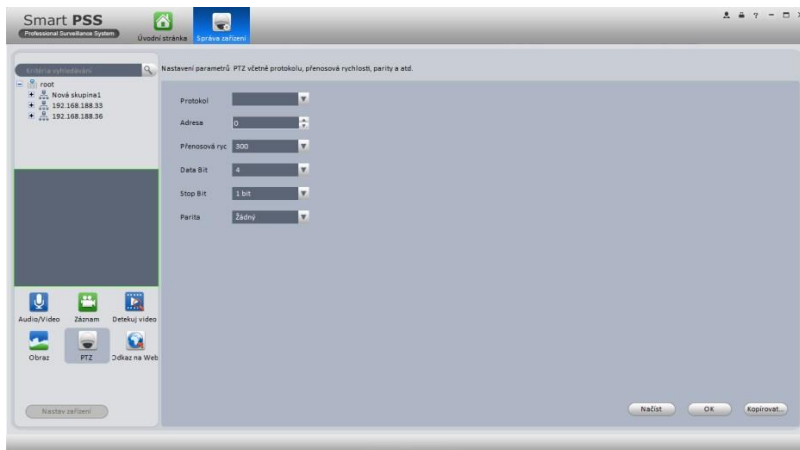 Smart PSS
Professional Surveillance System
Úvodní stránka
Správa zařízení
Kritéria vyhledávání
Nastavení parametrů PTZ včetně protokolu, přenosová rychlosti, parity a atd.
root
Nová skupina1
192.168.188.33
192.168.188.36
Protokol
Adresa 0
Přenosová ryc 300
Data Bit 4
Stop Bit 1 bit
Parita Žádný
Audio/Video Záznam Detekuj video
Obraz PTZ Odkaz na Web
Nastav zařízení
Načíst OK Kopírovat...